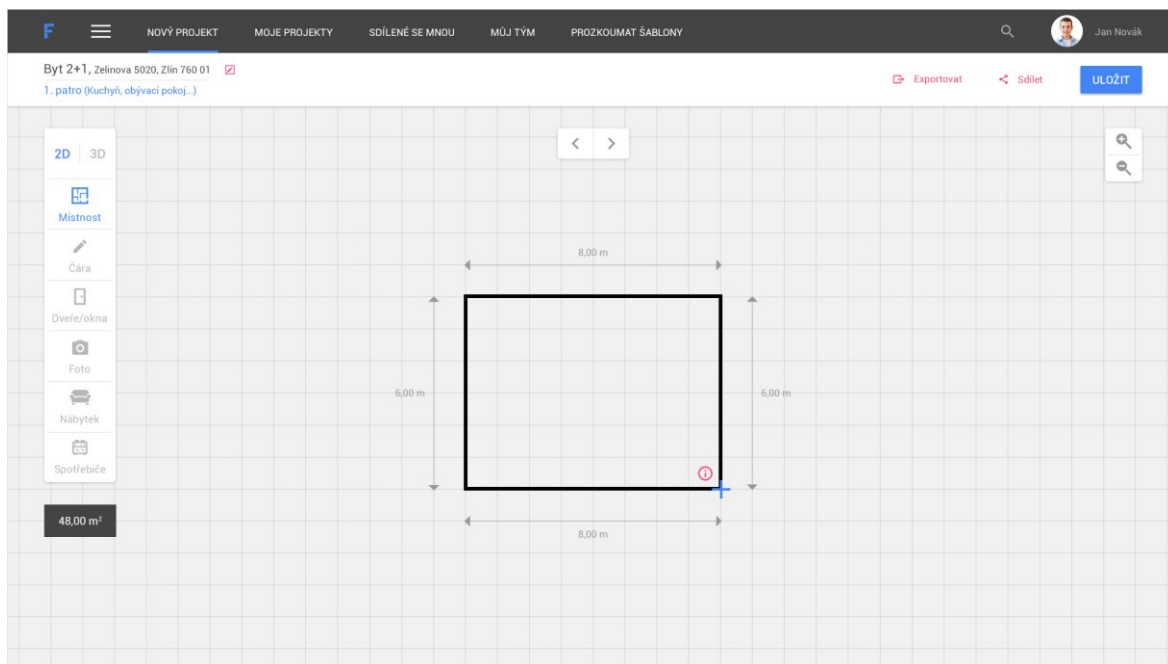 F NOVÝ PROJEKT MOJE PROJEKTY SDÍLENÉ SE MNOU MŮJ TÝM PROZKOUMAT ŠABLONY Jan Novák
Byt 2+1, Zelinova 5020, Zlín 760 01
1. patro (Kuchyň, obývací pokoj...)
Exportovat Sdílet ULOŽIT
2D 3D
Místnost
Čára
Dveře/okna
Foto
Nábytek
Spotřebiče
48,00 m²
8,00 m
6,00 m
6,00 m
8,00 m